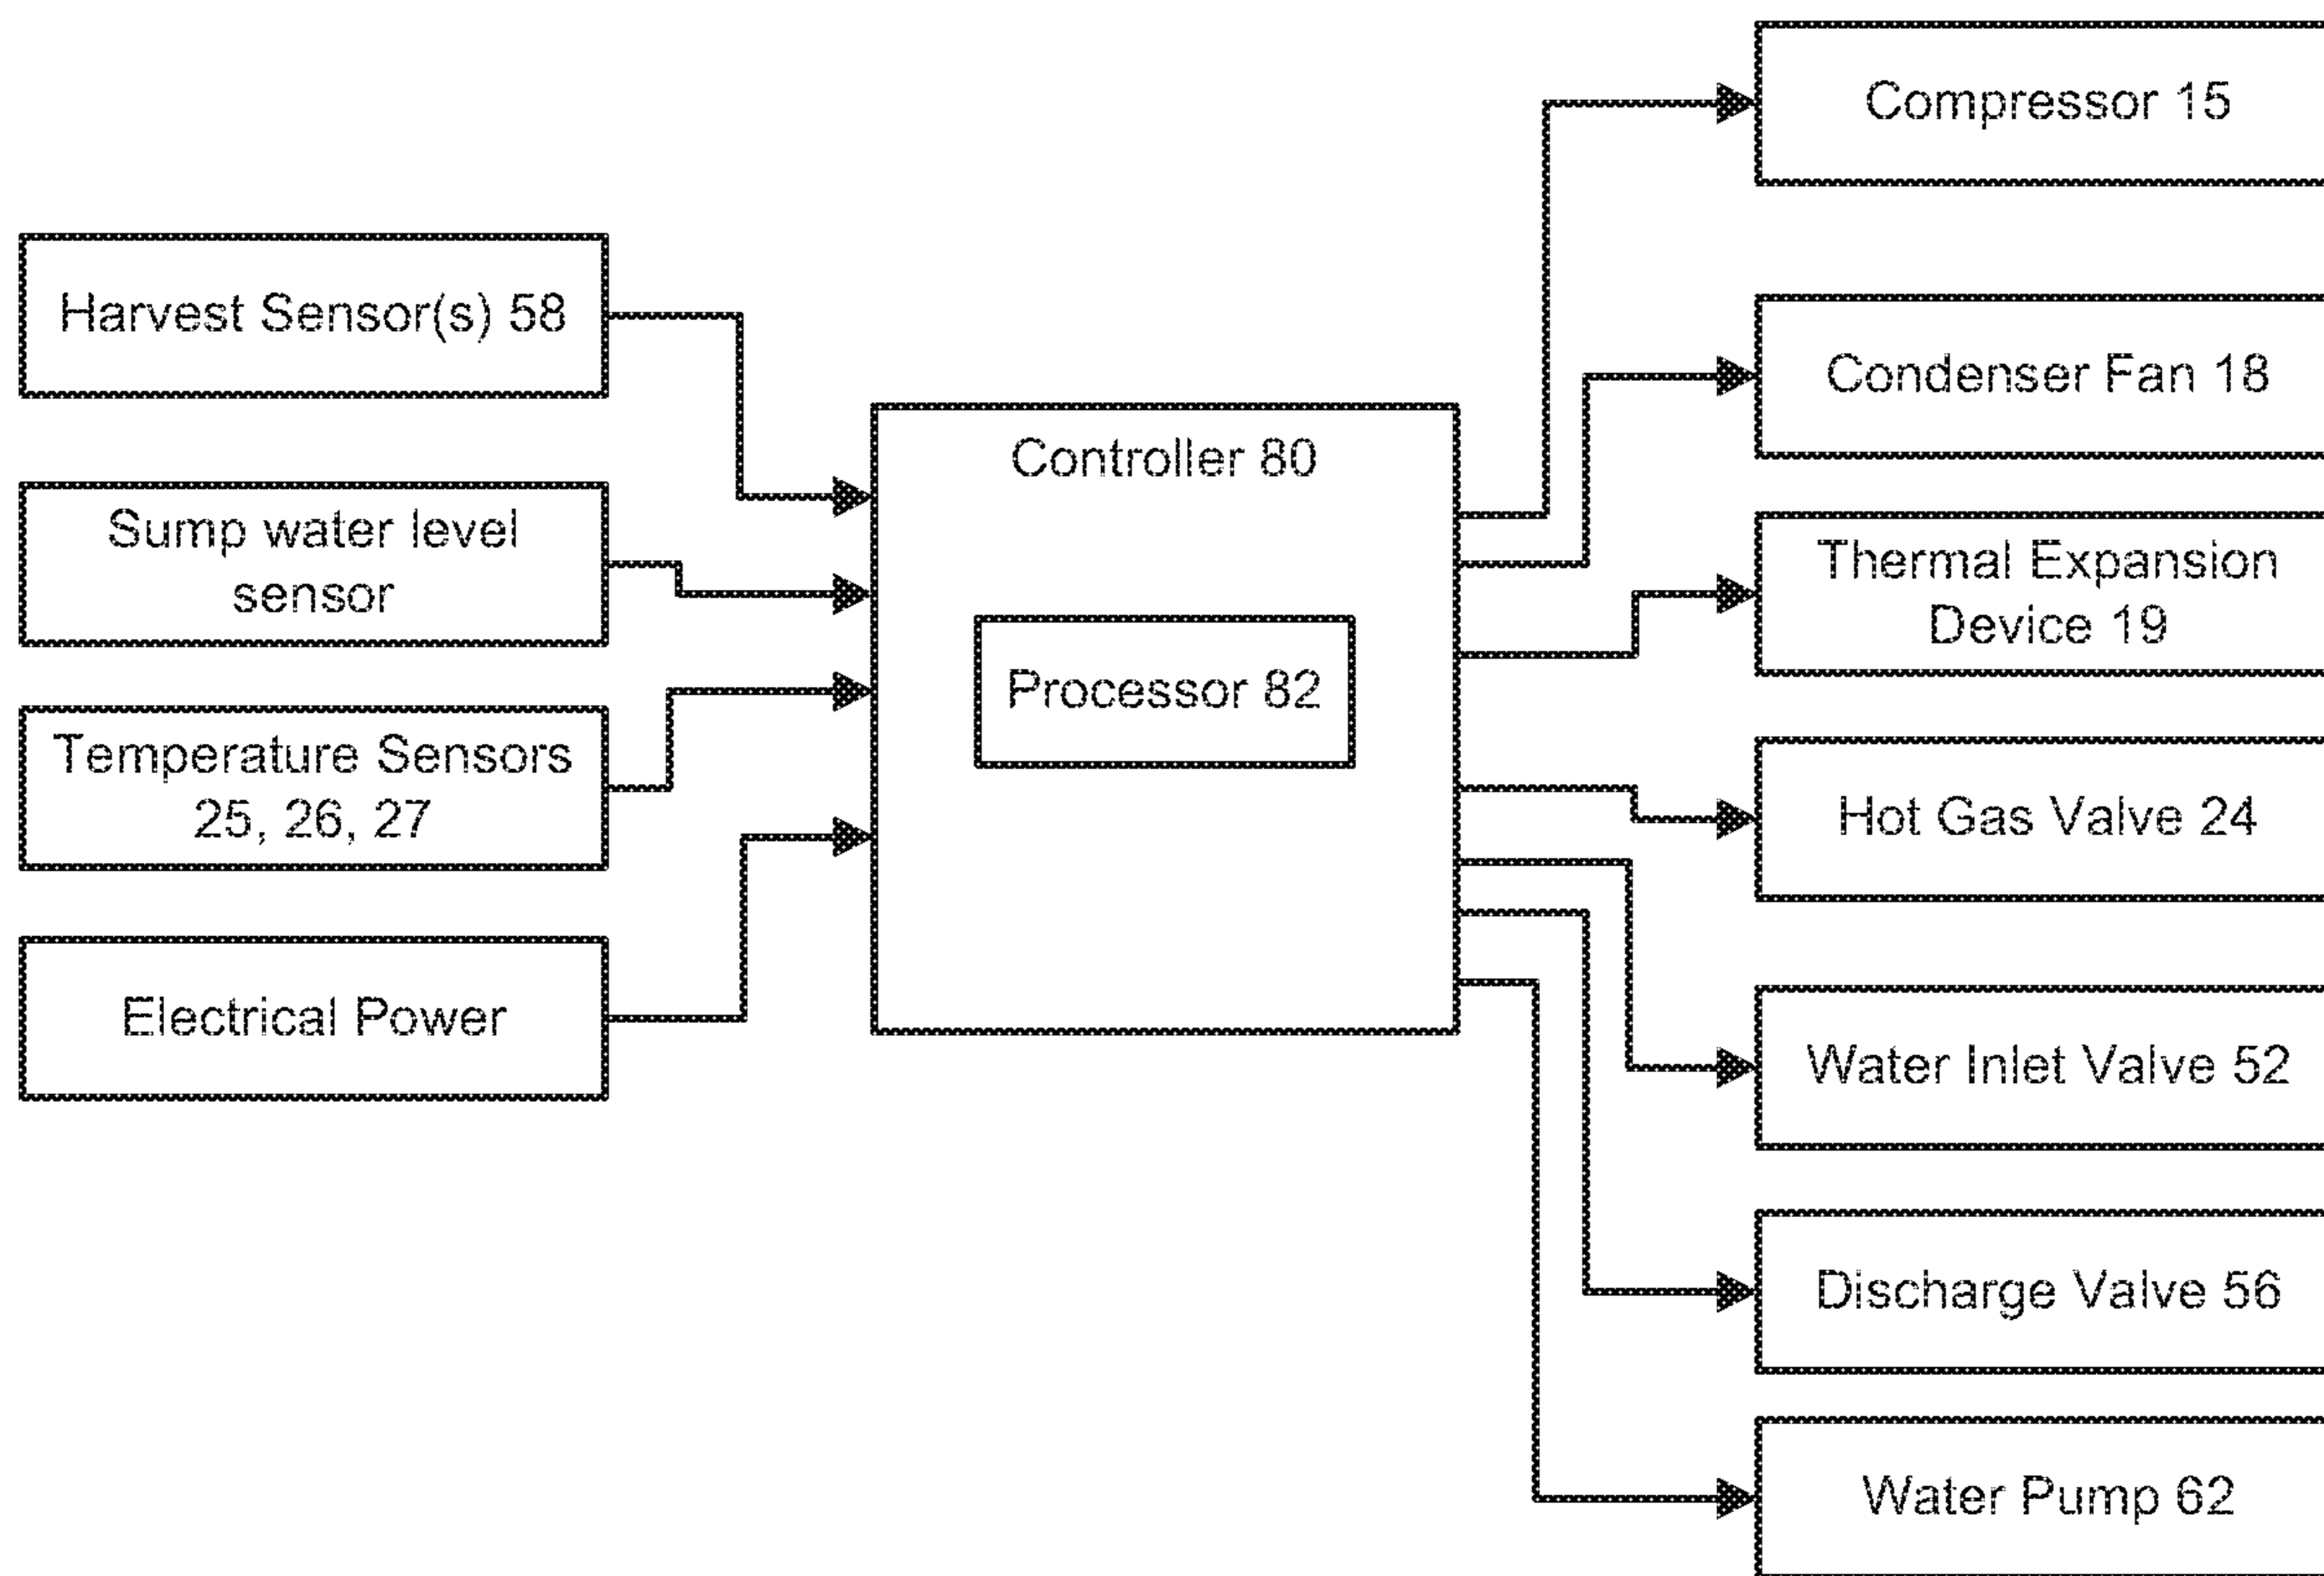 Harvest Sensor(s) 58
Sump water level
sensor
Temperature Sensors
25, 26, 27
Electrical Power
Controller 80
Processor 82
Compressor 15
Condenser Fan 18
Thermal Expansion
Device 19
Hot Gas Valve 24
Water Inlet Valve 52
Discharge Valve 56
Water Pump 62